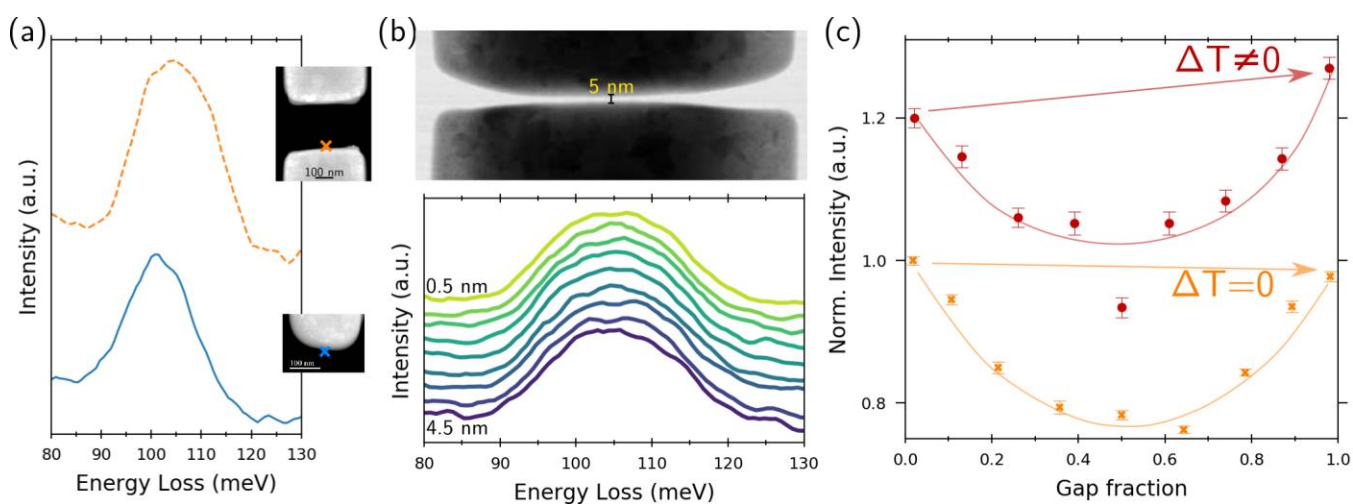 (a)
Intensity (a.u.)
100 nm
100 nm
80 90 100 110 120 130
Energy Loss (meV)
(b)
5 nm
Intensity (a.u.)
0.5 nm
4.5 nm
80 90 100 110 120 130
Energy Loss (meV)
(c)
Norm. Intensity (a.u.)
1.2
1.0
0.8
ΔT≠0
ΔT=0
0.0 0.2 0.4 0.6 0.8 1.0
Gap fraction